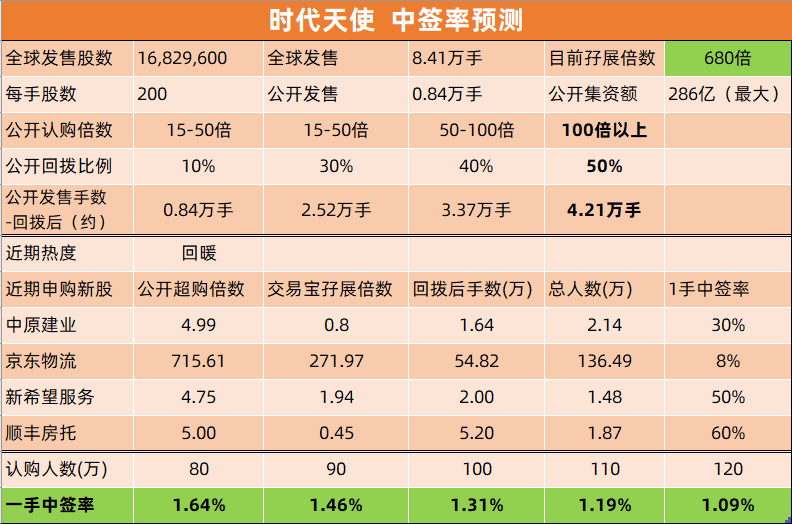 时代天使 中签率预测
全球发售股数 16,829,600 全球发售 8.41万手 目前孖展倍数 680倍
每手股数 200 公开发售 0.84万手 公开集资额 286亿（最大）
公开认购倍数 15-50倍 15-50倍 50-100倍 100倍以上
公开回拨比例 10% 30% 40% 50%
公开发售手数
-回拨后（约） 0.84万手 2.52万手 3.37万手 4.21万手
近期热度 回暖
近期申购新股 公开超购倍数 交易宝孖展倍数 回拨后手数(万) 总人数(万) 1手中签率
中原建业 4.99 0.8 1.64 2.14 30%
京东物流 715.61 271.97 54.82 136.49 8%
新希望服务 4.75 1.94 2.00 1.48 50%
顺丰房托 5.00 0.45 5.20 1.87 60%
认购人数(万) 80 90 100 110 120
一手中签率 1.64% 1.46% 1.31% 1.19% 1.09%